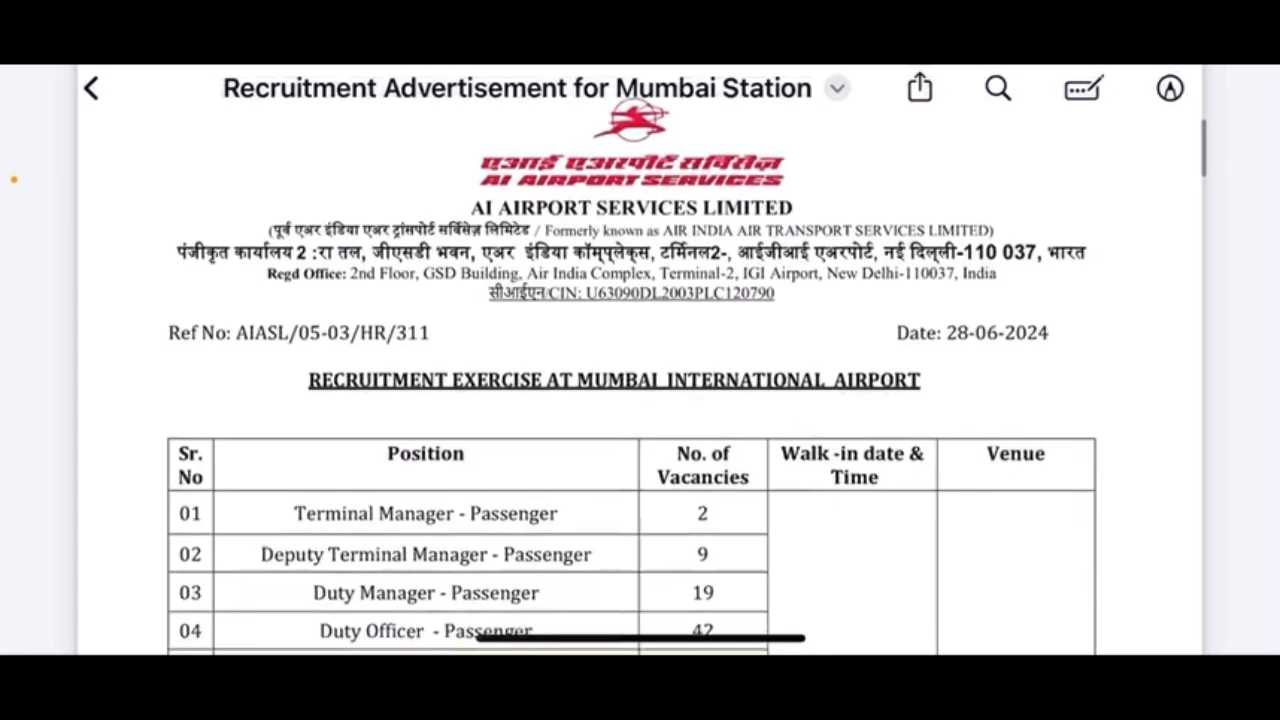 Recruitment Advertisement for Mumbai Station
एआई एअरपोर्ट सर्विसेज़
AI AIRPORT SERVICES
AI AIRPORT SERVICES LIMITED
(पूर्व एअर इंडिया एअर ट्रांसपोर्ट सर्विसेज़ लिमिटेड / Formerly known as AIR INDIA AIR TRANSPORT SERVICES LIMITED)
पंजीकृत कार्यालय 2 :रा तल, जीएसडी भवन, एअर इंडिया कॉम्प्लेक्स, टर्मिनल2-, आईजीआई एअरपोर्ट, नई दिल्ली-110 037, भारत
Regd Office: 2nd Floor, GSD Building, Air India Complex, Terminal-2, IGI Airport, New Delhi-110037, India
सीआईएन/CIN: U63090DL2003PLC120790
Ref No: AIASL/05-03/HR/311 Date: 28-06-2024
RECRUITMENT EXERCISE AT MUMBAI INTERNATIONAL AIRPORT
Sr. No Position No. of Vacancies Walk -in date & Time Venue
01 Terminal Manager - Passenger 2
02 Deputy Terminal Manager - Passenger 9
03 Duty Manager - Passenger 19
04 Duty Officer - Passenger 42